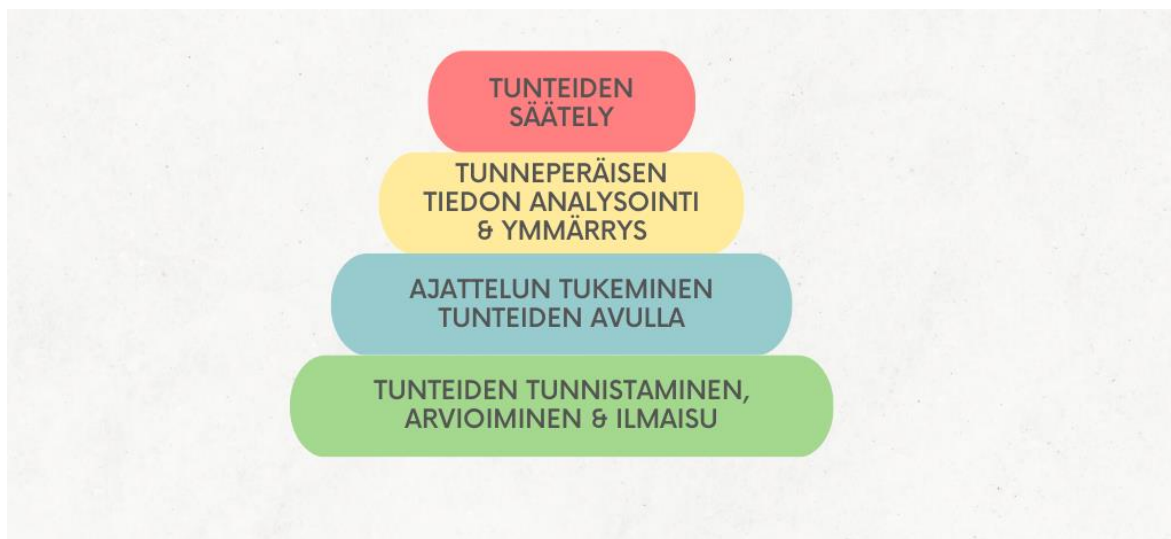 TUNTEIDEN
SÄÄTELY
TUNNEPERÄISEN
TIEDON ANALYSOINTI
& YMMÄRRYS
AJATTELUN TUKEMINEN
TUNTEIDEN AVULLA
TUNTEIDEN TUNNISTAMINEN,
ARVIOIMINEN & ILMAISU